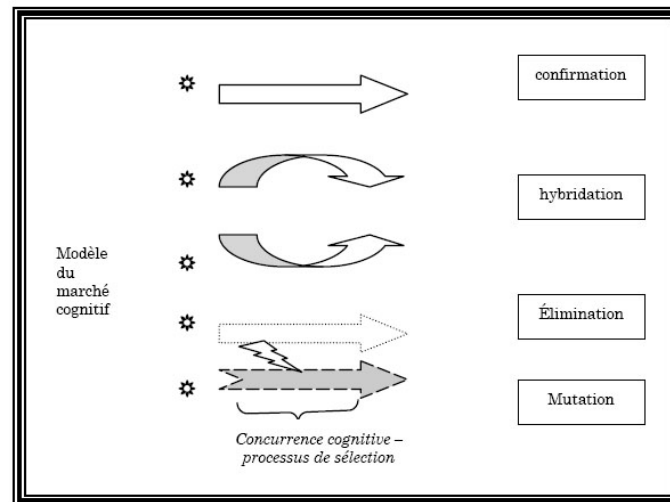 confirmation
hybridation
Modèle
du
marché
cognitif
Élimination
Mutation
Concurrence cognitive –
processus de sélection